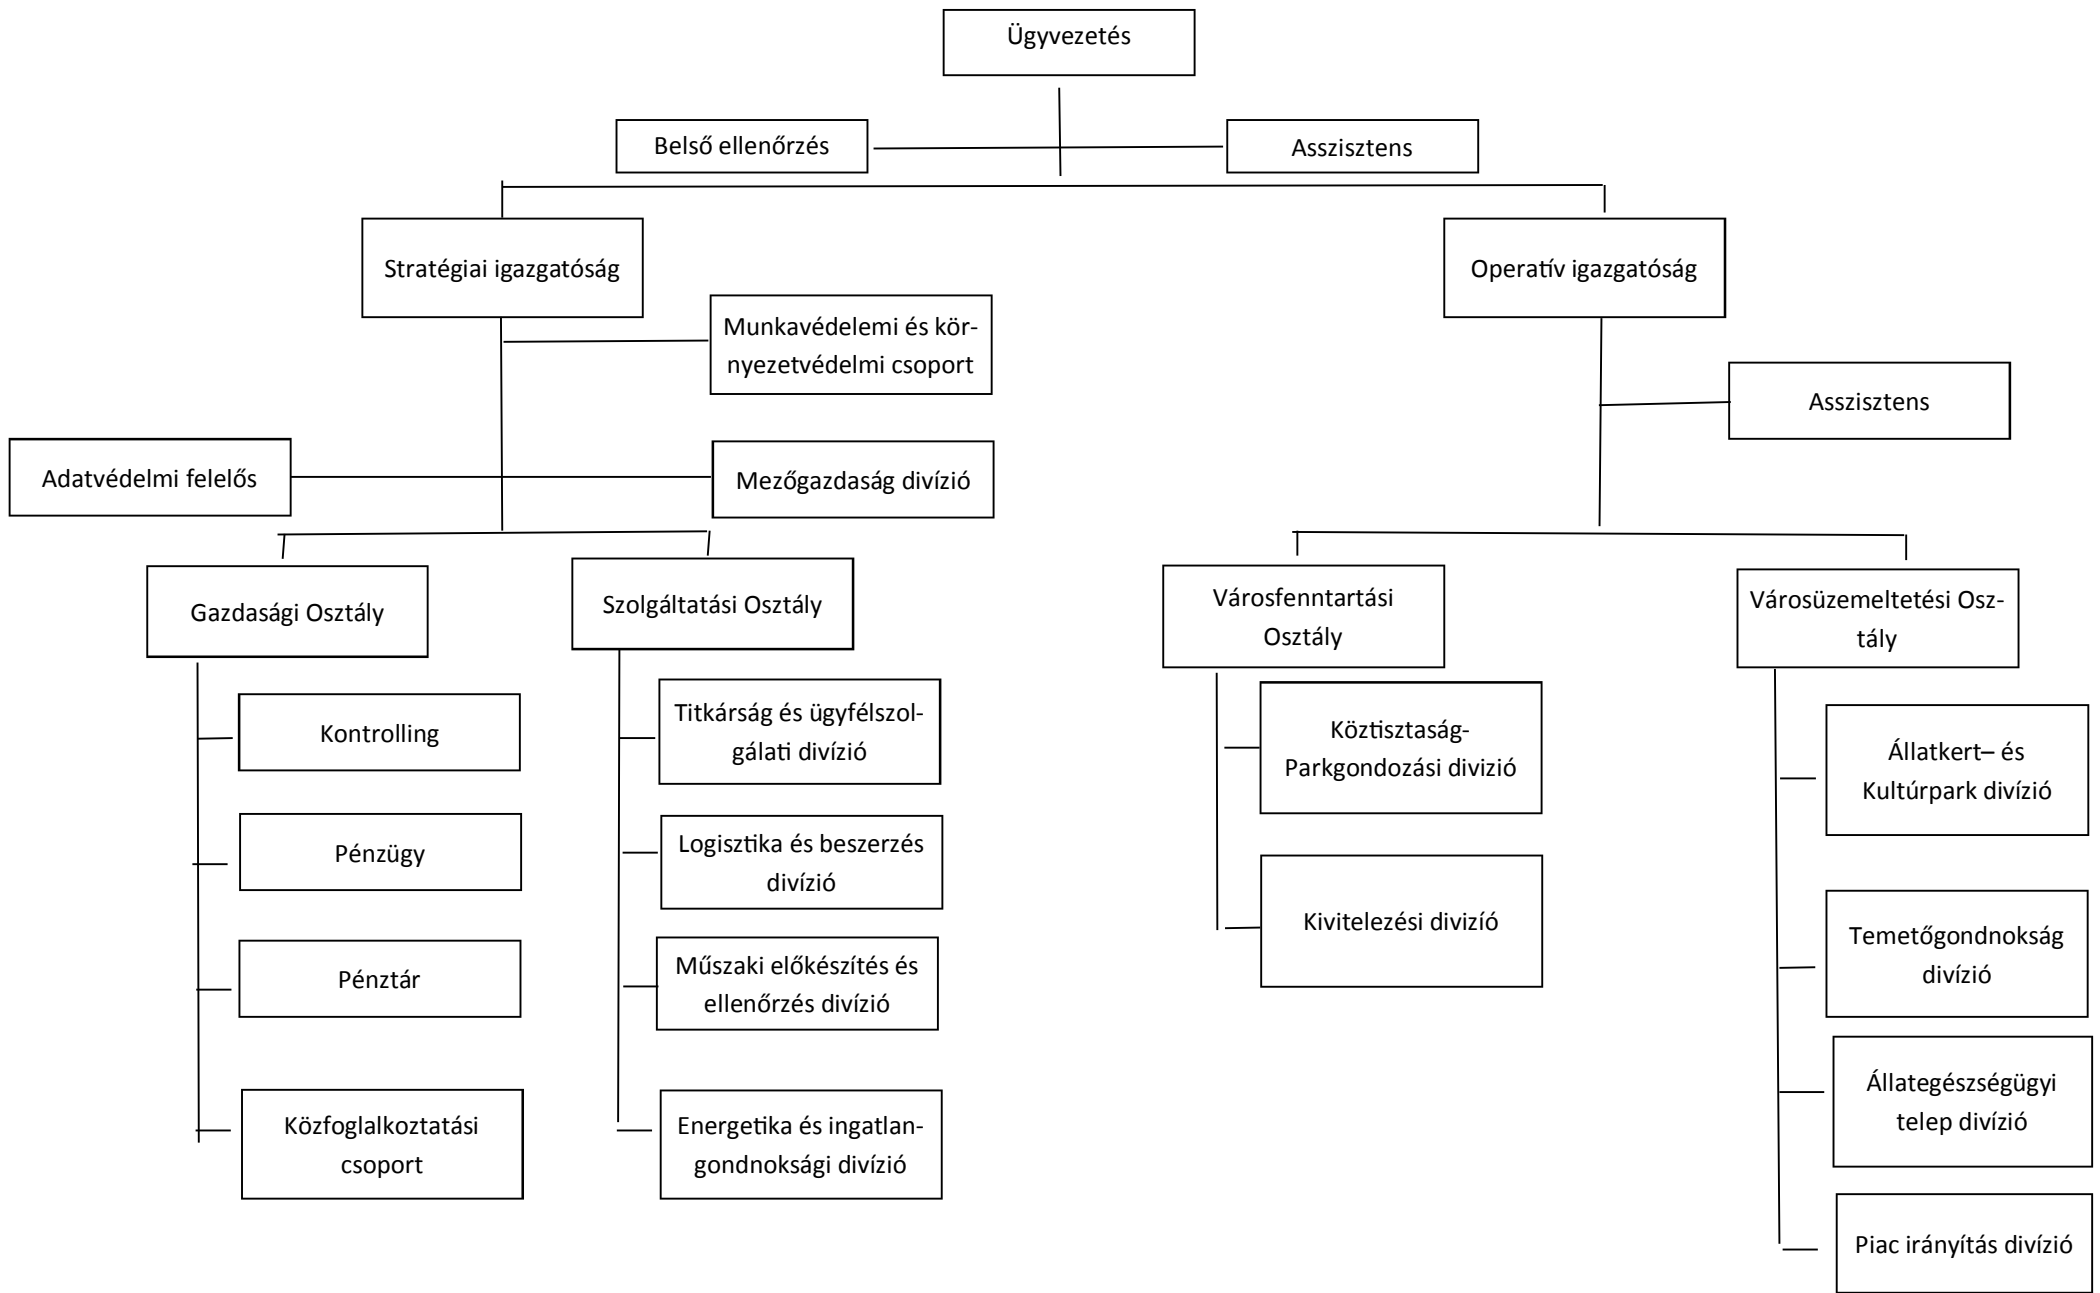 Ügyvezetés
Belső ellenőrzés
Asszisztens
Stratégiai igazgatóság
Operatív igazgatóság
Munkavédelemi és kör-
nyezetvédelmi csoport
Asszisztens
Adatvédelmi felelős
Mezőgazdaság divízió
Gazdasági Osztály
Szolgáltatási Osztály
Városfenntartási
Osztály
Városüzemeltetési Osz-
tály
Kontrolling
Pénzügy
Pénztár
Közfoglalkoztatási
csoport
Titkárság és ügyfélszol-
gálati divízió
Logisztika és beszerzés
divízió
Műszaki előkészítés és
ellenőrzés divízió
Energetika és ingatlan-
gondnoksági divízió
Köztisztaság-
Parkgondozási divizió
Kivitelezési divizíó
Állatkert– és
Kultúrpark divízió
Temetőgondnokság
divízió
Állategészségügyi
telep divízió
Piac irányítás divízió